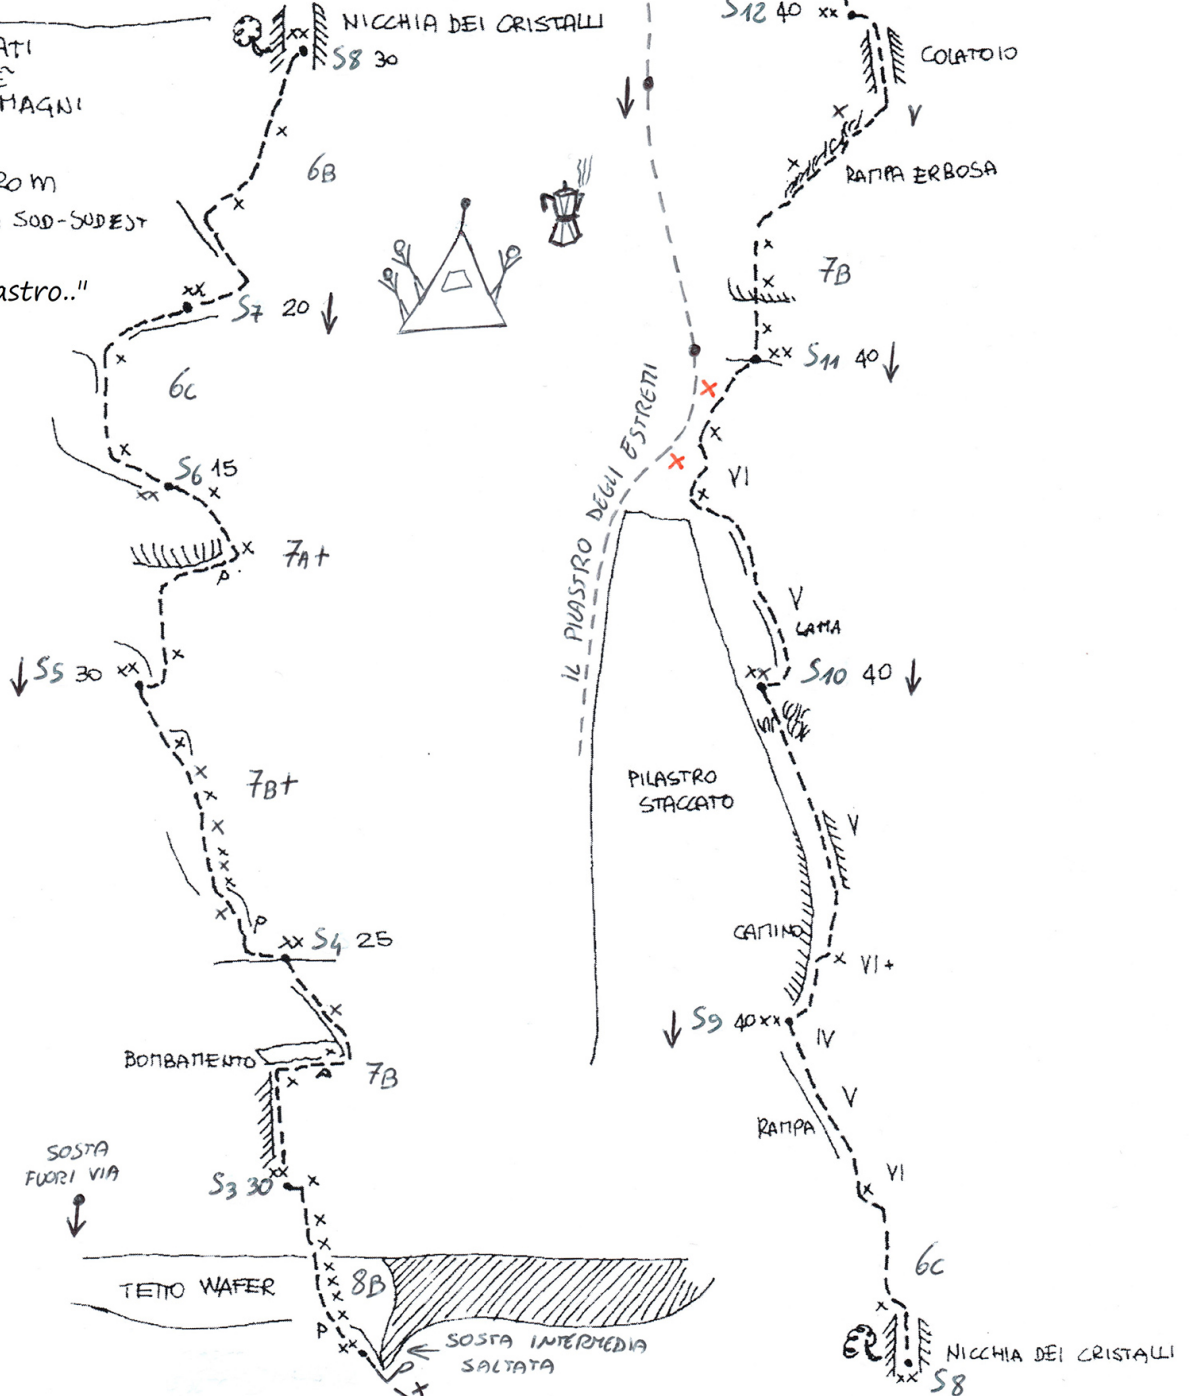 NICCHIA DEI CRISTALLI
S8 30
6B
MAGNI
SUD-SUDEST
S7 20
6C
S6 15
7A+
P.
S5 30
7B+
P
S4 25
BOMBAMENTO
A
7B
SOSTA
FUORI VIA
S3 30
TETTO WAFER
8B
P
P
SOSTA INTERMEDIA
SALTATA
IL PILASTRO DEGLI ESTREMI
PILASTRO
STACCATO
S12 40
COLATOIO
V
RAMPA ERBOSA
7B
S11 40
VI
V
LAMA
S10 40
V
CAMINO
VI+
S9 40
IV
V
RAMPA
VI
6C
NICCHIA DEI CRISTALLI
S8